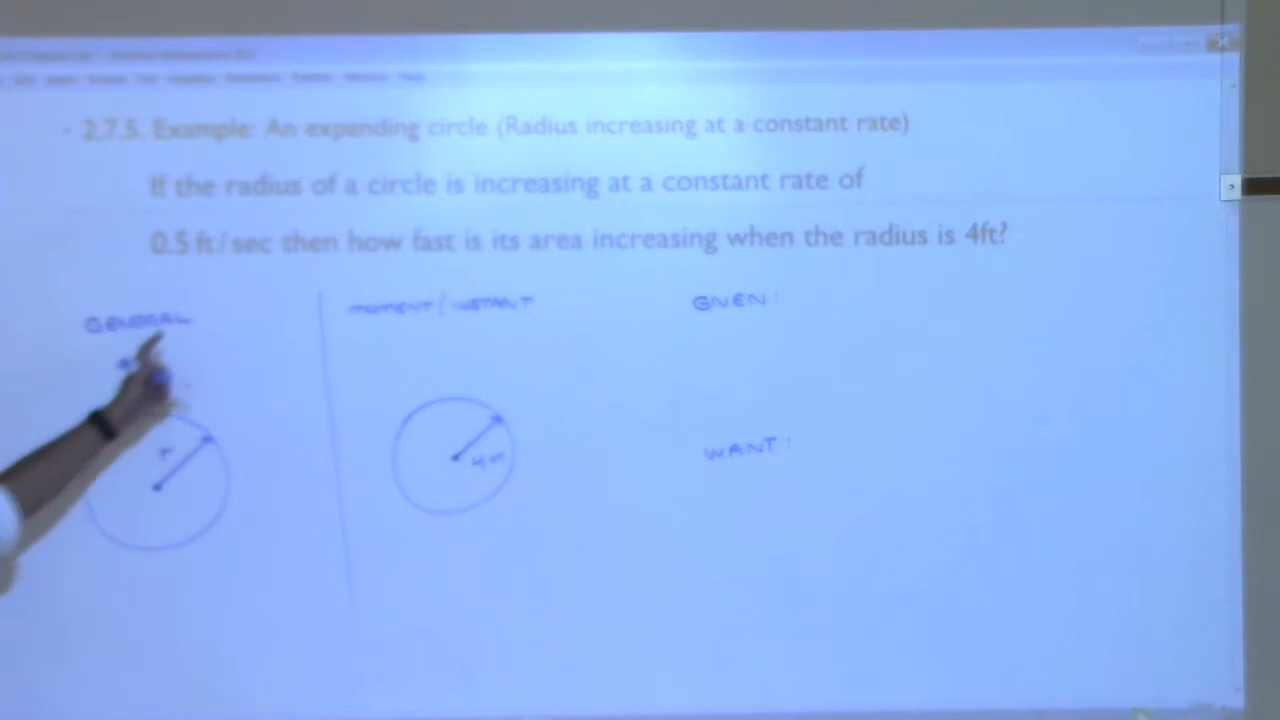 - 2.7.5. Example: An expanding circle (Radius increasing at a constant rate)
If the radius of a circle is increasing at a constant rate of
0.5 ft/sec then how fast is its area increasing when the radius is 4ft?
GENERAL
MOMENT/INSTANT
GIVEN:
r
4 FT
WANT: